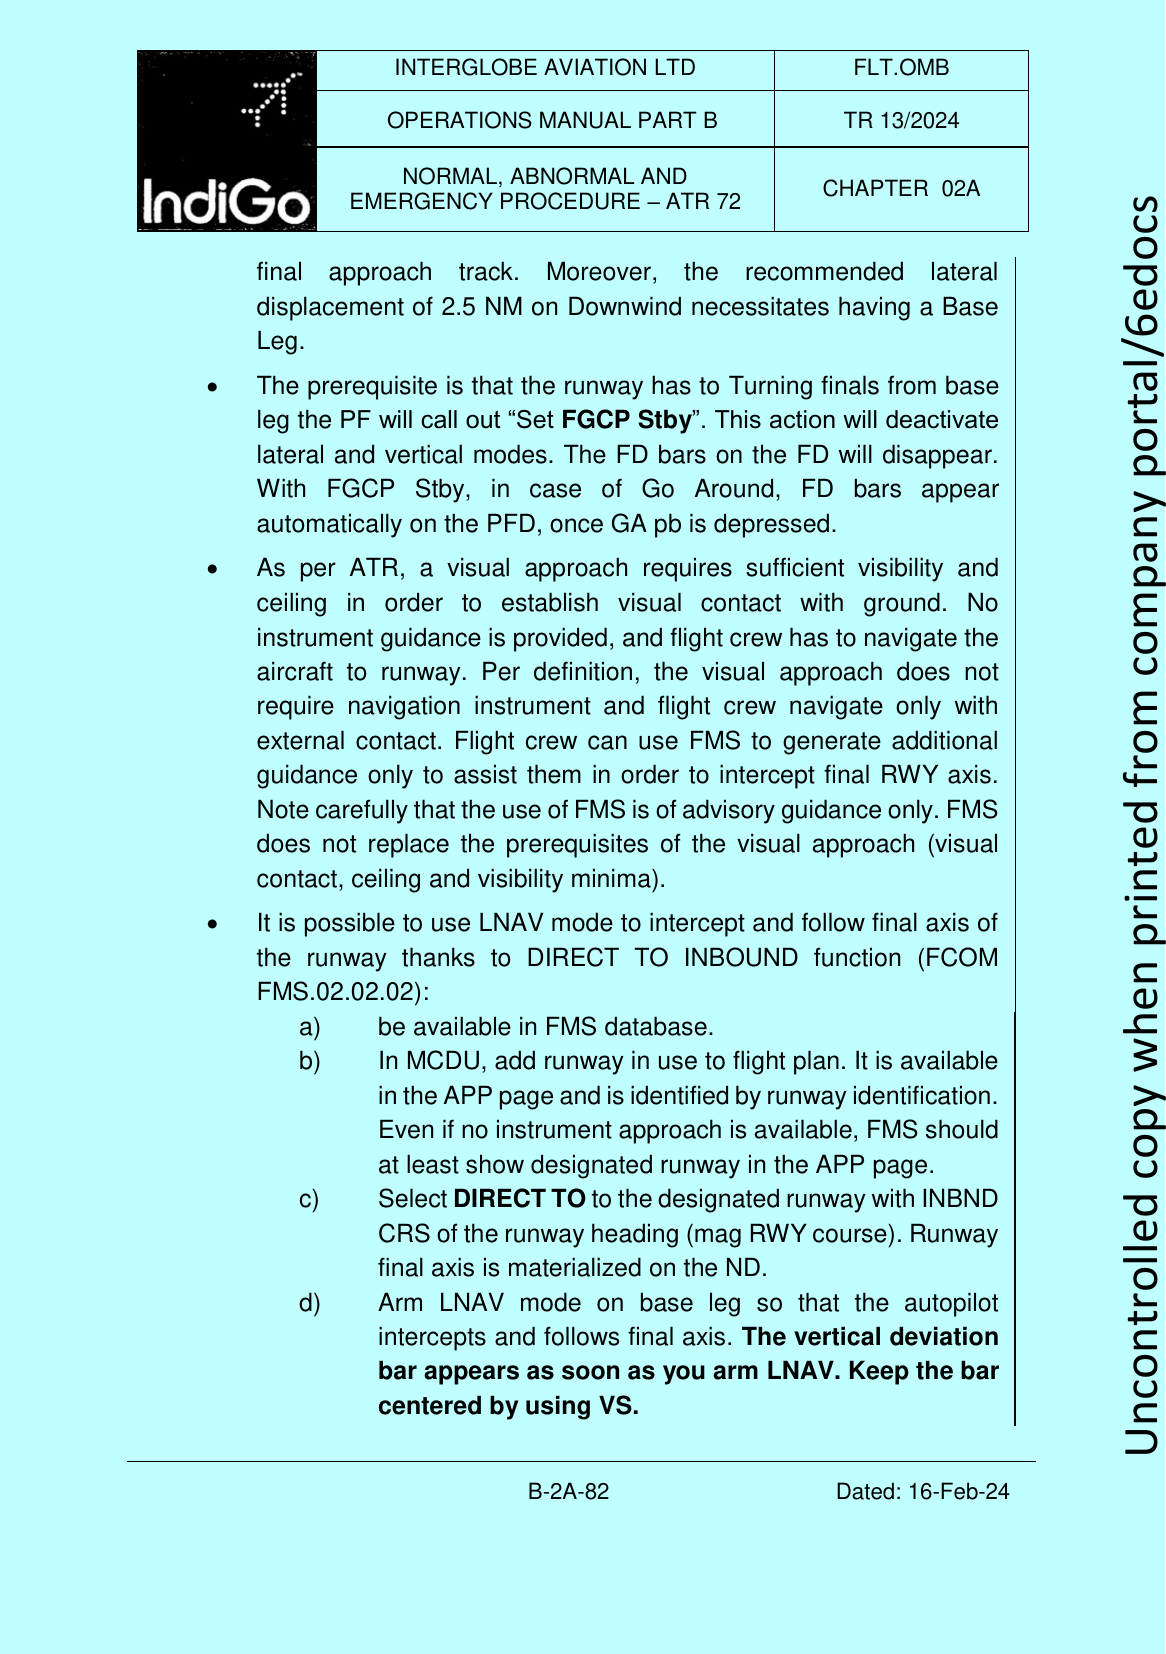 IndiGo
INTERGLOBE AVIATION LTD
FLT.OMB
OPERATIONS MANUAL PART B
TR 13/2024
NORMAL, ABNORMAL AND
EMERGENCY PROCEDURE – ATR 72
CHAPTER 02A
final approach track. Moreover, the recommended lateral
displacement of 2.5 NM on Downwind necessitates having a Base
Leg.
• The prerequisite is that the runway has to Turning finals from base
leg the PF will call out “Set FGCP Stby”. This action will deactivate
lateral and vertical modes. The FD bars on the FD will disappear.
With FGCP Stby, in case of Go Around, FD bars appear
automatically on the PFD, once GA pb is depressed.
• As per ATR, a visual approach requires sufficient visibility and
ceiling in order to establish visual contact with ground. No
instrument guidance is provided, and flight crew has to navigate the
aircraft to runway. Per definition, the visual approach does not
require navigation instrument and flight crew navigate only with
external contact. Flight crew can use FMS to generate additional
guidance only to assist them in order to intercept final RWY axis.
Note carefully that the use of FMS is of advisory guidance only. FMS
does not replace the prerequisites of the visual approach (visual
contact, ceiling and visibility minima).
• It is possible to use LNAV mode to intercept and follow final axis of
the runway thanks to DIRECT TO INBOUND function (FCOM
FMS.02.02.02):
a) be available in FMS database.
b) In MCDU, add runway in use to flight plan. It is available
in the APP page and is identified by runway identification.
Even if no instrument approach is available, FMS should
at least show designated runway in the APP page.
c) Select DIRECT TO to the designated runway with INBND
CRS of the runway heading (mag RWY course). Runway
final axis is materialized on the ND.
d) Arm LNAV mode on base leg so that the autopilot
intercepts and follows final axis. The vertical deviation
bar appears as soon as you arm LNAV. Keep the bar
centered by using VS.
B-2A-82
Dated: 16-Feb-24
Uncontrolled copy when printed from company portal/6edocs